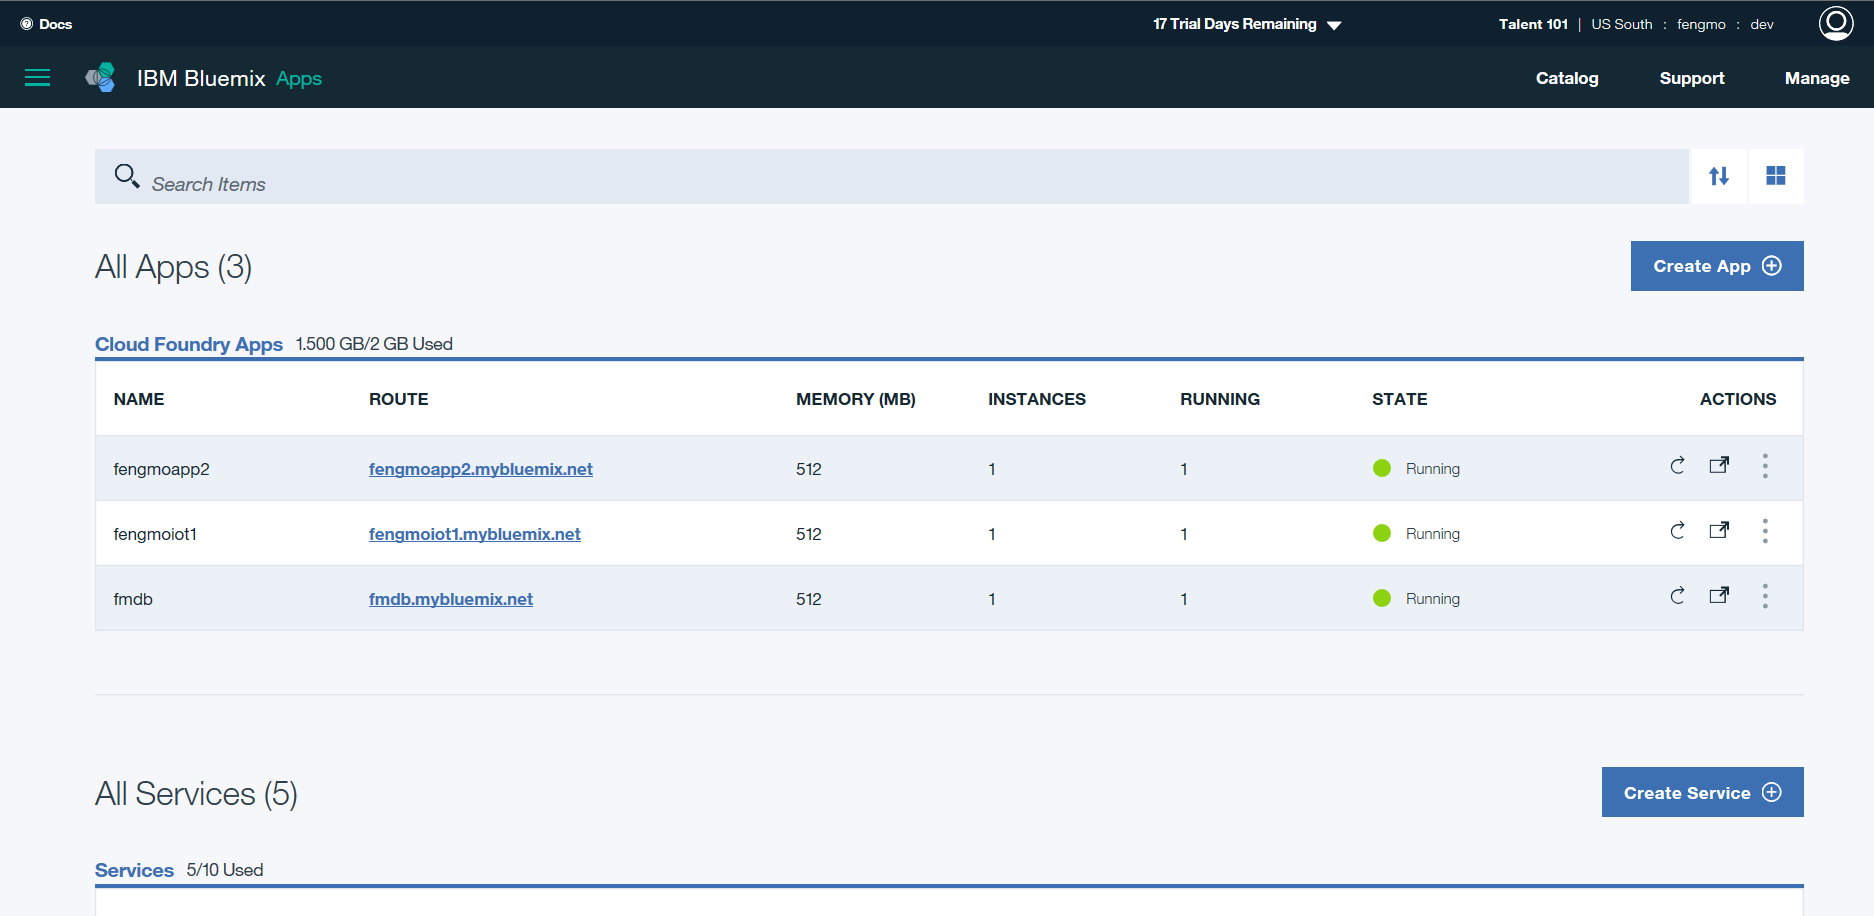 Docs
17 Trial Days Remaining
Talent 101 | US South : fengmo : dev
IBM Bluemix Apps
Catalog Support Manage
Search Items
All Apps (3)
Create App
Cloud Foundry Apps 1.500 GB/2 GB Used
NAME ROUTE MEMORY (MB) INSTANCES RUNNING STATE ACTIONS
fengmoapp2 fengmoapp2.mybluemix.net 512 1 1 Running
fengmoiot1 fengmoiot1.mybluemix.net 512 1 1 Running
fmdb fmdb.mybluemix.net 512 1 1 Running
All Services (5)
Create Service
Services 5/10 Used